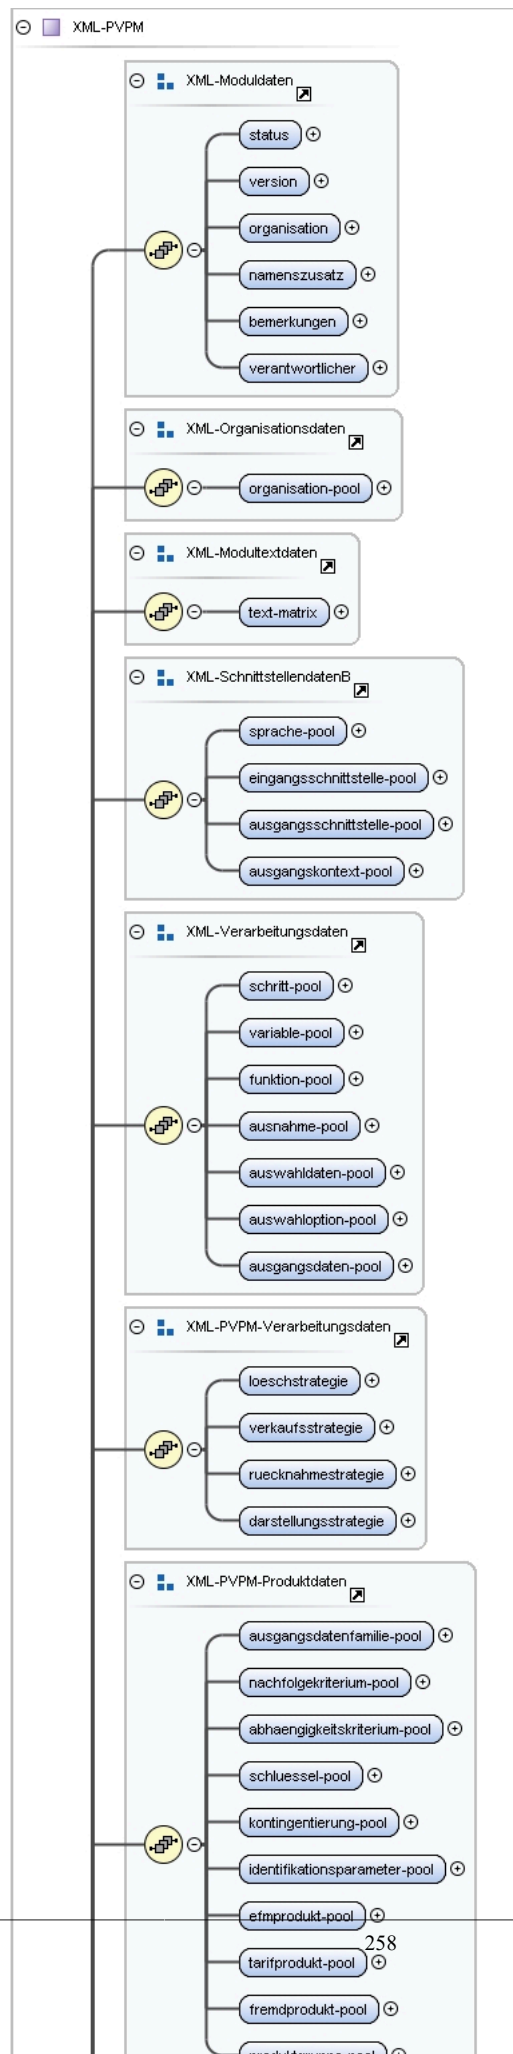 XML-PVPM
XML-Moduldaten
status
version
organisation
namenszusatz
bemerkungen
verantwortlicher
XML-Organisationsdaten
organisation-pool
XML-Modultextdaten
text-matrix
XML-SchnittstellendatenB
sprache-pool
eingangsschnittstelle-pool
ausgangsschnittstelle-pool
ausgangskontext-pool
XML-Verarbeitungsdaten
schritt-pool
variable-pool
funktion-pool
ausnahme-pool
auswahldaten-pool
auswahloption-pool
ausgangsdaten-pool
XML-PVPM-Verarbeitungsdaten
loeschstrategie
verkaufsstrategie
ruecknahmestrategie
darstellungsstrategie
XML-PVPM-Produktdaten
ausgangsdatenfamilie-pool
nachfolgekriterium-pool
abhaengigkeitskriterium-pool
schluessel-pool
kontingentierung-pool
identifikationsparameter-pool
efmprodukt-pool
258
tarifprodukt-pool
fremdprodukt-pool